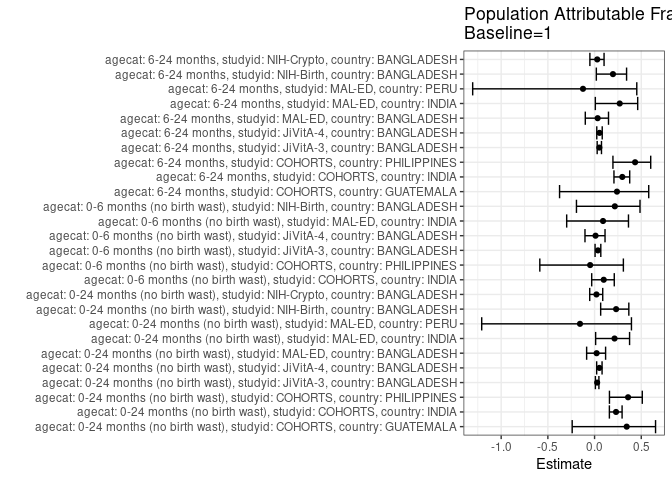 Population Attributable Fra
Baseline=1
agecat: 6-24 months, studyid: NIH-Crypto, country: BANGLADESH
agecat: 6-24 months, studyid: NIH-Birth, country: BANGLADESH
agecat: 6-24 months, studyid: MAL-ED, country: PERU
agecat: 6-24 months, studyid: MAL-ED, country: INDIA
agecat: 6-24 months, studyid: MAL-ED, country: BANGLADESH
agecat: 6-24 months, studyid: JiVitA-4, country: BANGLADESH
agecat: 6-24 months, studyid: JiVitA-3, country: BANGLADESH
agecat: 6-24 months, studyid: COHORTS, country: PHILIPPINES
agecat: 6-24 months, studyid: COHORTS, country: INDIA
agecat: 6-24 months, studyid: COHORTS, country: GUATEMALA
agecat: 0-6 months (no birth wast), studyid: NIH-Birth, country: BANGLADESH
agecat: 0-6 months (no birth wast), studyid: MAL-ED, country: INDIA
agecat: 0-6 months (no birth wast), studyid: JiVitA-4, country: BANGLADESH
agecat: 0-6 months (no birth wast), studyid: JiVitA-3, country: BANGLADESH
agecat: 0-6 months (no birth wast), studyid: COHORTS, country: PHILIPPINES
agecat: 0-6 months (no birth wast), studyid: COHORTS, country: INDIA
agecat: 0-24 months (no birth wast), studyid: NIH-Crypto, country: BANGLADESH
agecat: 0-24 months (no birth wast), studyid: NIH-Birth, country: BANGLADESH
agecat: 0-24 months (no birth wast), studyid: MAL-ED, country: PERU
agecat: 0-24 months (no birth wast), studyid: MAL-ED, country: INDIA
agecat: 0-24 months (no birth wast), studyid: MAL-ED, country: BANGLADESH
agecat: 0-24 months (no birth wast), studyid: JiVitA-4, country: BANGLADESH
agecat: 0-24 months (no birth wast), studyid: JiVitA-3, country: BANGLADESH
agecat: 0-24 months (no birth wast), studyid: COHORTS, country: PHILIPPINES
agecat: 0-24 months (no birth wast), studyid: COHORTS, country: INDIA
agecat: 0-24 months (no birth wast), studyid: COHORTS, country: GUATEMALA
-1.0 -0.5 0.0 0.5
Estimate